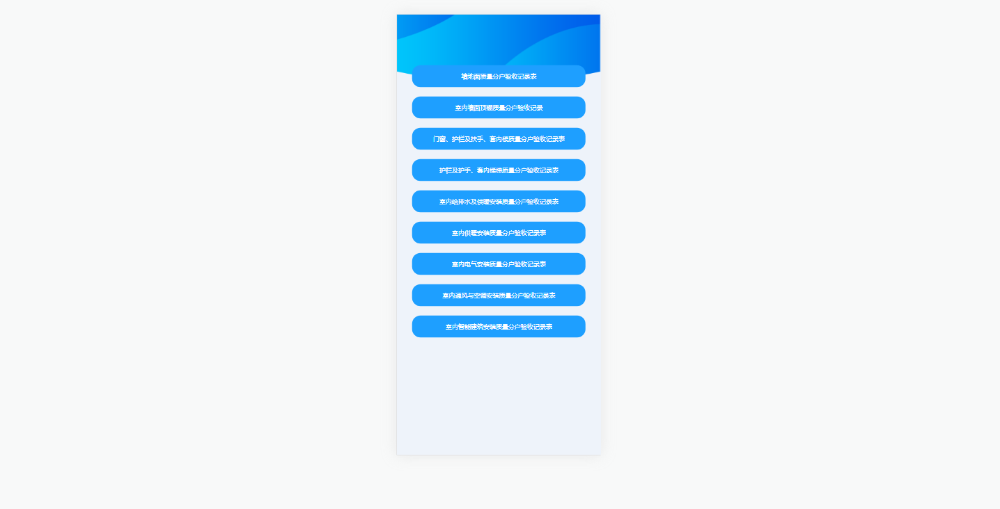 墙地面质量分户验收记录表
室内墙面顶棚质量分户验收记录
门窗、护栏及扶手、套内楼质量分户验收记录表
护栏及护手、套内楼梯质量分户验收记录表
室内给排水及供暖安装质量分户验收记录表
室内供暖安装质量分户验收记录表
室内电气安装质量分户验收记录表
室内通风与空调安装质量分户验收记录表
室内智能建筑安装质量分户验收记录表